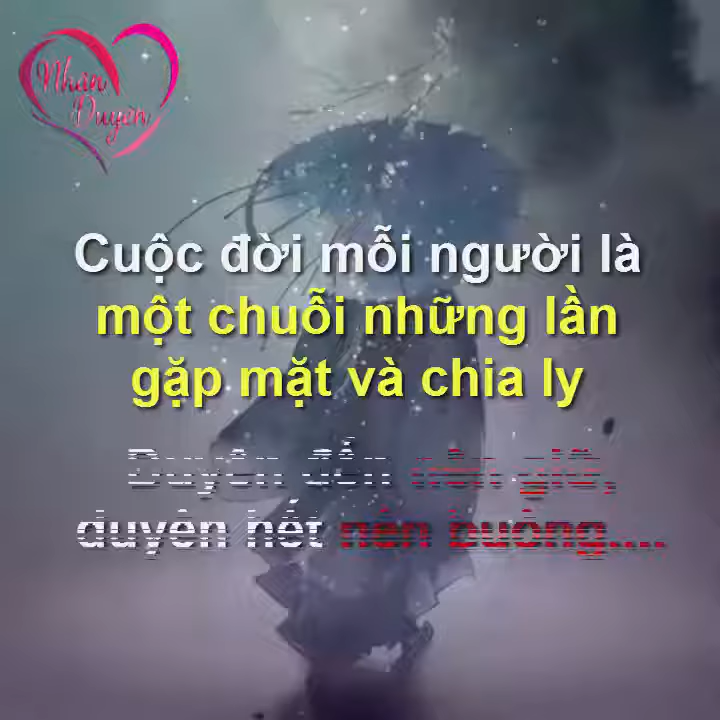 Nhân
Duyên
Cuộc đời mỗi người là
một chuỗi những lần
gặp mặt và chia ly
Duyên đến nên giữ,
duyên hết nên buông....